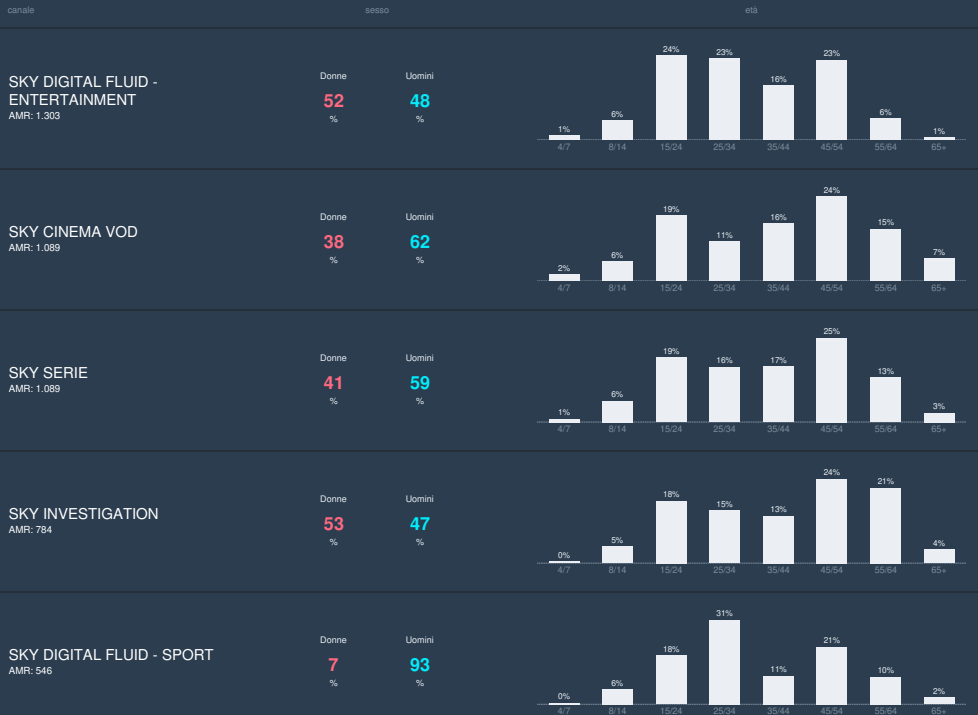 canale sesso età
SKY DIGITAL FLUID -
ENTERTAINMENT
AMR: 1.303
Donne Uomini
52 48
% %
24% 23% 16% 23% 6% 6% 1% 1%
4/7 8/14 15/24 25/34 35/44 45/54 55/64 65+
SKY CINEMA VOD
AMR: 1.089
Donne Uomini
38 62
% %
2% 6% 19% 11% 16% 24% 15% 7%
4/7 8/14 15/24 25/34 35/44 45/54 55/64 65+
SKY SERIE
AMR: 1.089
Donne Uomini
41 59
% %
1% 6% 19% 16% 17% 25% 13% 3%
4/7 8/14 15/24 25/34 35/44 45/54 55/64 65+
SKY INVESTIGATION
AMR: 784
Donne Uomini
53 47
% %
0% 5% 18% 15% 13% 24% 21% 4%
4/7 8/14 15/24 25/34 35/44 45/54 55/64 65+
SKY DIGITAL FLUID - SPORT
AMR: 546
Donne Uomini
7 93
% %
0% 6% 18% 31% 11% 21% 10% 2%
4/7 8/14 15/24 25/34 35/44 45/54 55/64 65+